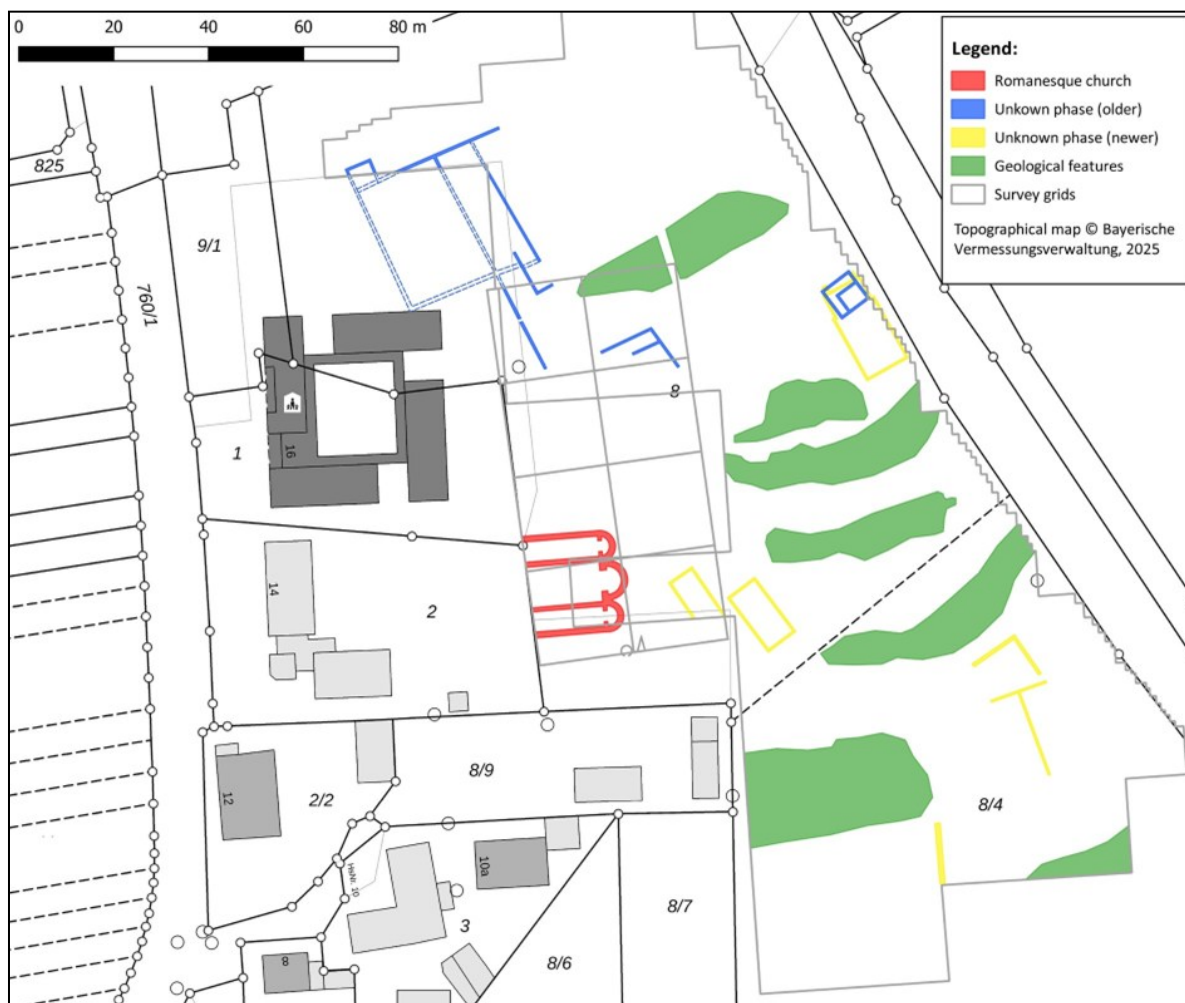 0 20 40 60 80 m
Legend:
Romanesque church
Unkown phase (older)
Unknown phase (newer)
Geological features
Survey grids
Topographical map © Bayerische
Vermessungsverwaltung, 2025
825
9/1
760/1
8
1
16
14
2
12
2/2
8/9
8/4
HsNr. 10
10a
8/7
3
8
8/6